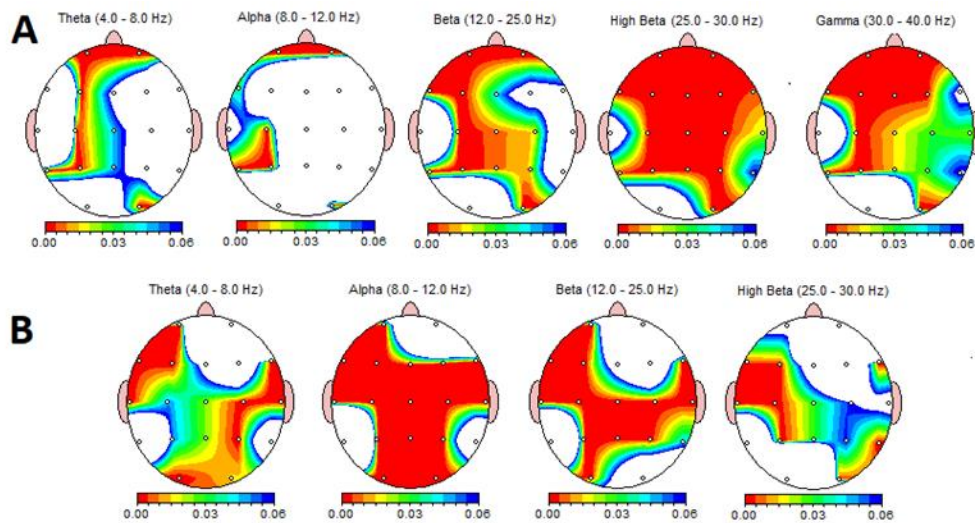 A
Theta (4.0 - 8.0 Hz) Alpha (8.0 - 12.0 Hz) Beta (12.0 - 25.0 Hz) High Beta (25.0 - 30.0 Hz) Gamma (30.0 - 40.0 Hz)
0.00 0.03 0.06 0.00 0.03 0.06 0.00 0.03 0.06 0.00 0.03 0.06 0.00 0.03 0.06
B
Theta (4.0 - 8.0 Hz) Alpha (8.0 - 12.0 Hz) Beta (12.0 - 25.0 Hz) High Beta (25.0 - 30.0 Hz)
0.00 0.03 0.06 0.00 0.03 0.06 0.00 0.03 0.06 0.00 0.03 0.06